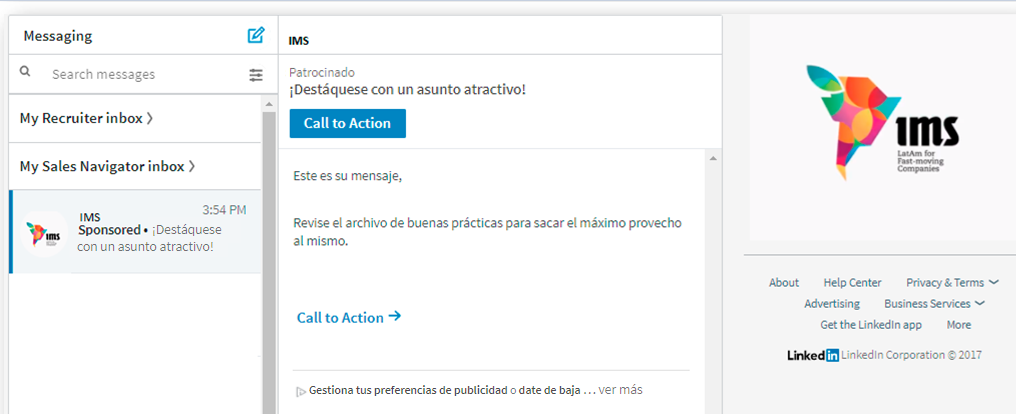 Messaging
Search messages
My Recruiter inbox
My Sales Navigator inbox
3:54 PM
IMS
Sponsored • ¡Destáquese
con un asunto atractivo!
ıms
IMS
Patrocinado
¡Destáquese con un asunto atractivo!
Call to Action
Este es su mensaje,
Revise el archivo de buenas prácticas para sacar el máximo provecho
al mismo.
Call to Action →
Gestiona tus preferencias de publicidad o date de baja ... ver más
ıms
LatAm for
Fast-moving
Companies
About Help Center Privacy & Terms
Advertising Business Services
Get the LinkedIn app More
Linked in LinkedIn Corporation © 2017